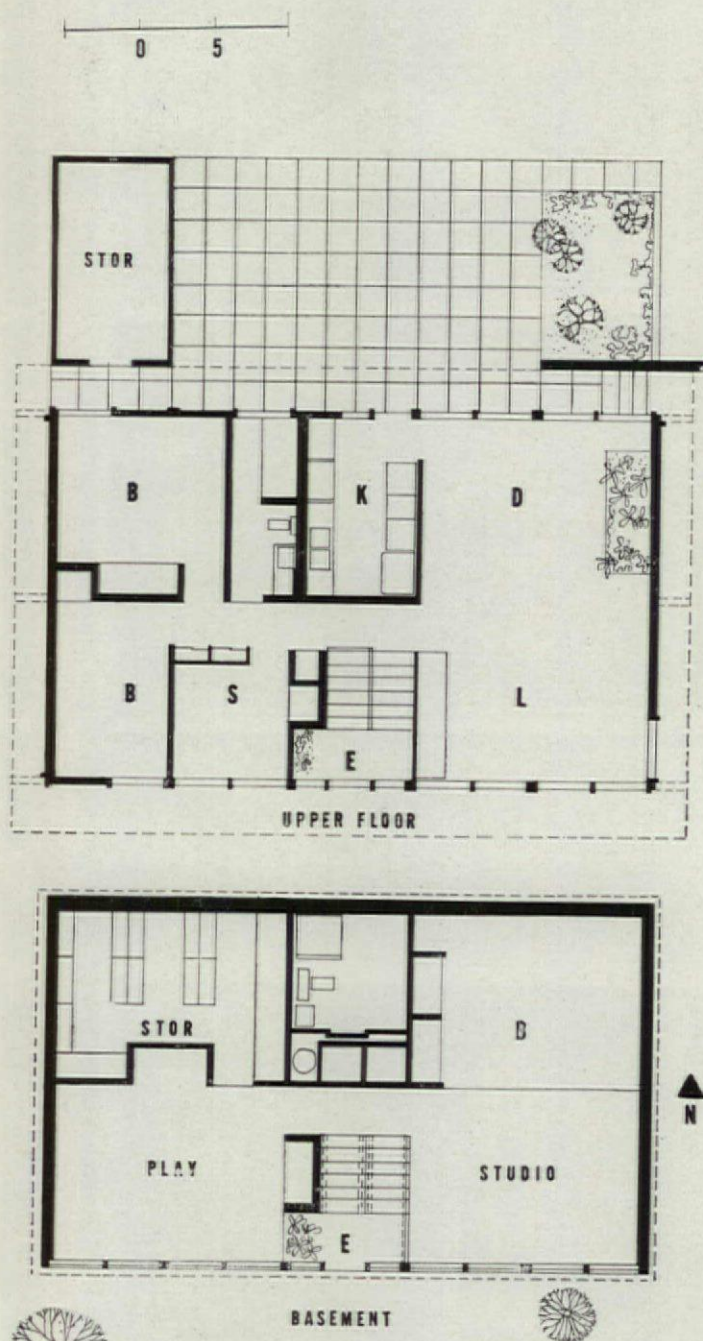 0 5
STOR
B K D
B S L
E
UPPER FLOOR
STOR B
N
PLAY STUDIO
E
BASEMENT